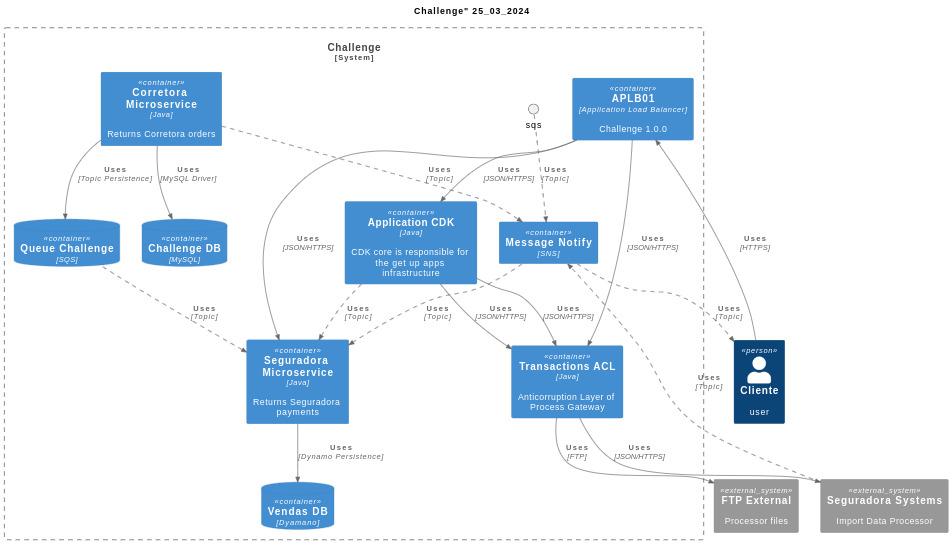 Challenge" 25_03_2024
Challenge
[System]
«container»
Corretora
Microservice
[Java]
Returns Corretora orders
«container»
APLB01
[Application Load Balancer]
Challenge 1.0.0
sqs
Uses
[Topic Persistence]
Uses
[MySQL Driver]
Uses
[Topic]
Uses
[JSON/HTTPS]
Uses
[Topic]
«container»
Queue Challenge
[SQS]
«container»
Challenge DB
[MySQL]
Uses
[JSON/HTTPS]
«container»
Application CDK
[Java]
CDK core is responsible for
the get up apps
infrastructure
«container»
Message Notify
[SNS]
Uses
[JSON/HTTPS]
Uses
[HTTPS]
Uses
[Topic]
Uses
[Topic]
Uses
[Topic]
Uses
[JSON/HTTPS]
Uses
[JSON/HTTPS]
Uses
[Topic]
«container»
Seguradora
Microservice
[Java]
Returns Seguradora
payments
«container»
Transactions ACL
[Java]
Anticorruption Layer of
Process Gateway
Uses
[Topic]
«person»
Cliente
user
Uses
[Dynamo Persistence]
Uses
[FTP]
Uses
[JSON/HTTPS]
«container»
Vendas DB
[Dyamano]
«external_system»
FTP External
Processor files
«external_system»
Seguradora Systems
Import Data Processor